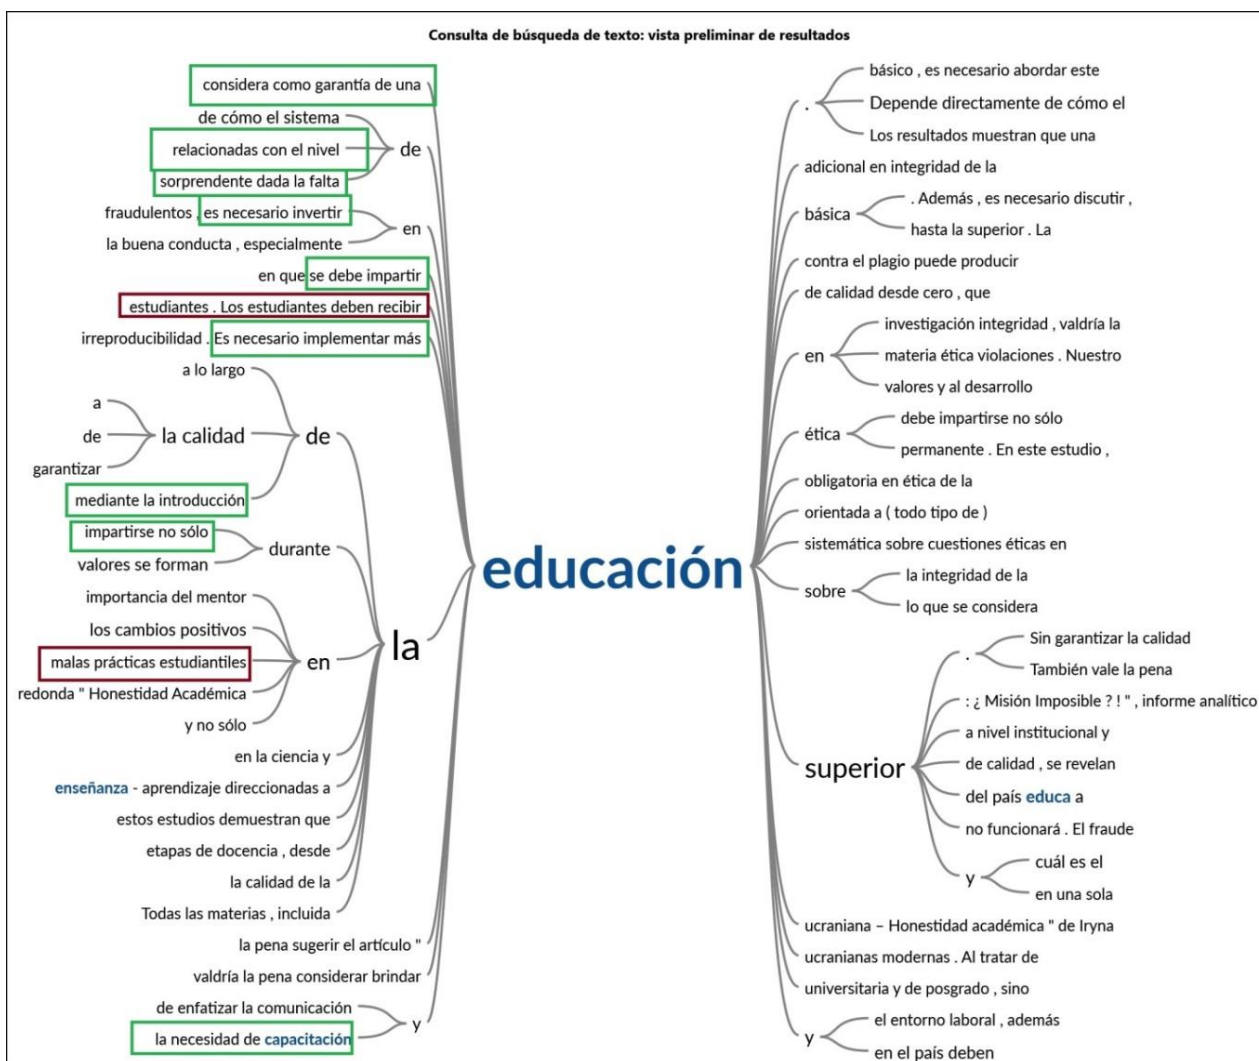 Consulta de búsqueda de texto: vista preliminar de resultados
considera como garantía de una
de cómo el sistema
relacionadas con el nivel
de
sorprendente dada la falta
fraudulentos , es necesario invertir
en
la buena conducta , especialmente
en que se debe impartir
estudiantes . Los estudiantes deben recibir
irreproducibilidad . Es necesario implementar más
a lo largo
a
de
garantizar
la calidad
de
mediante la introducción
impartirse no sólo
durante
valores se forman
importancia del mentor
los cambios positivos
malas prácticas estudiantiles
en
redonda " Honestidad Académica
y no sólo
la
en la ciencia y
enseñanza - aprendizaje direccionadas a
estos estudios demuestran que
etapas de docencia , desde
la calidad de la
Todas las materias , incluida
la pena sugerir el artículo "
valdría la pena considerar brindar
de enfatizar la comunicación
y
la necesidad de capacitación
educación
.
básico , es necesario abordar este
Depende directamente de cómo el
Los resultados muestran que una
adicional en integridad de la
básica
. Además , es necesario discutir ,
hasta la superior . La
contra el plagio puede producir
de calidad desde cero , que
en
investigación integridad , valdría la
materia ética violaciones . Nuestro
valores y al desarrollo
ética
debe impartirse no sólo
permanente . En este estudio ,
obligatoria en ética de la
orientada a ( todo tipo de )
sistemática sobre cuestiones éticas en
sobre
la integridad de la
lo que se considera
superior
.
Sin garantizar la calidad
También vale la pena
: ¿ Misión Imposible ? ! " , informe analítico
a nivel institucional y
de calidad , se revelan
del país educa a
no funcionará . El fraude
y
cuál es el
en una sola
ucraniana – Honestidad académica " de Iryna
ucranianas modernas . Al tratar de
universitaria y de posgrado , sino
y
el entorno laboral , además
en el país deben